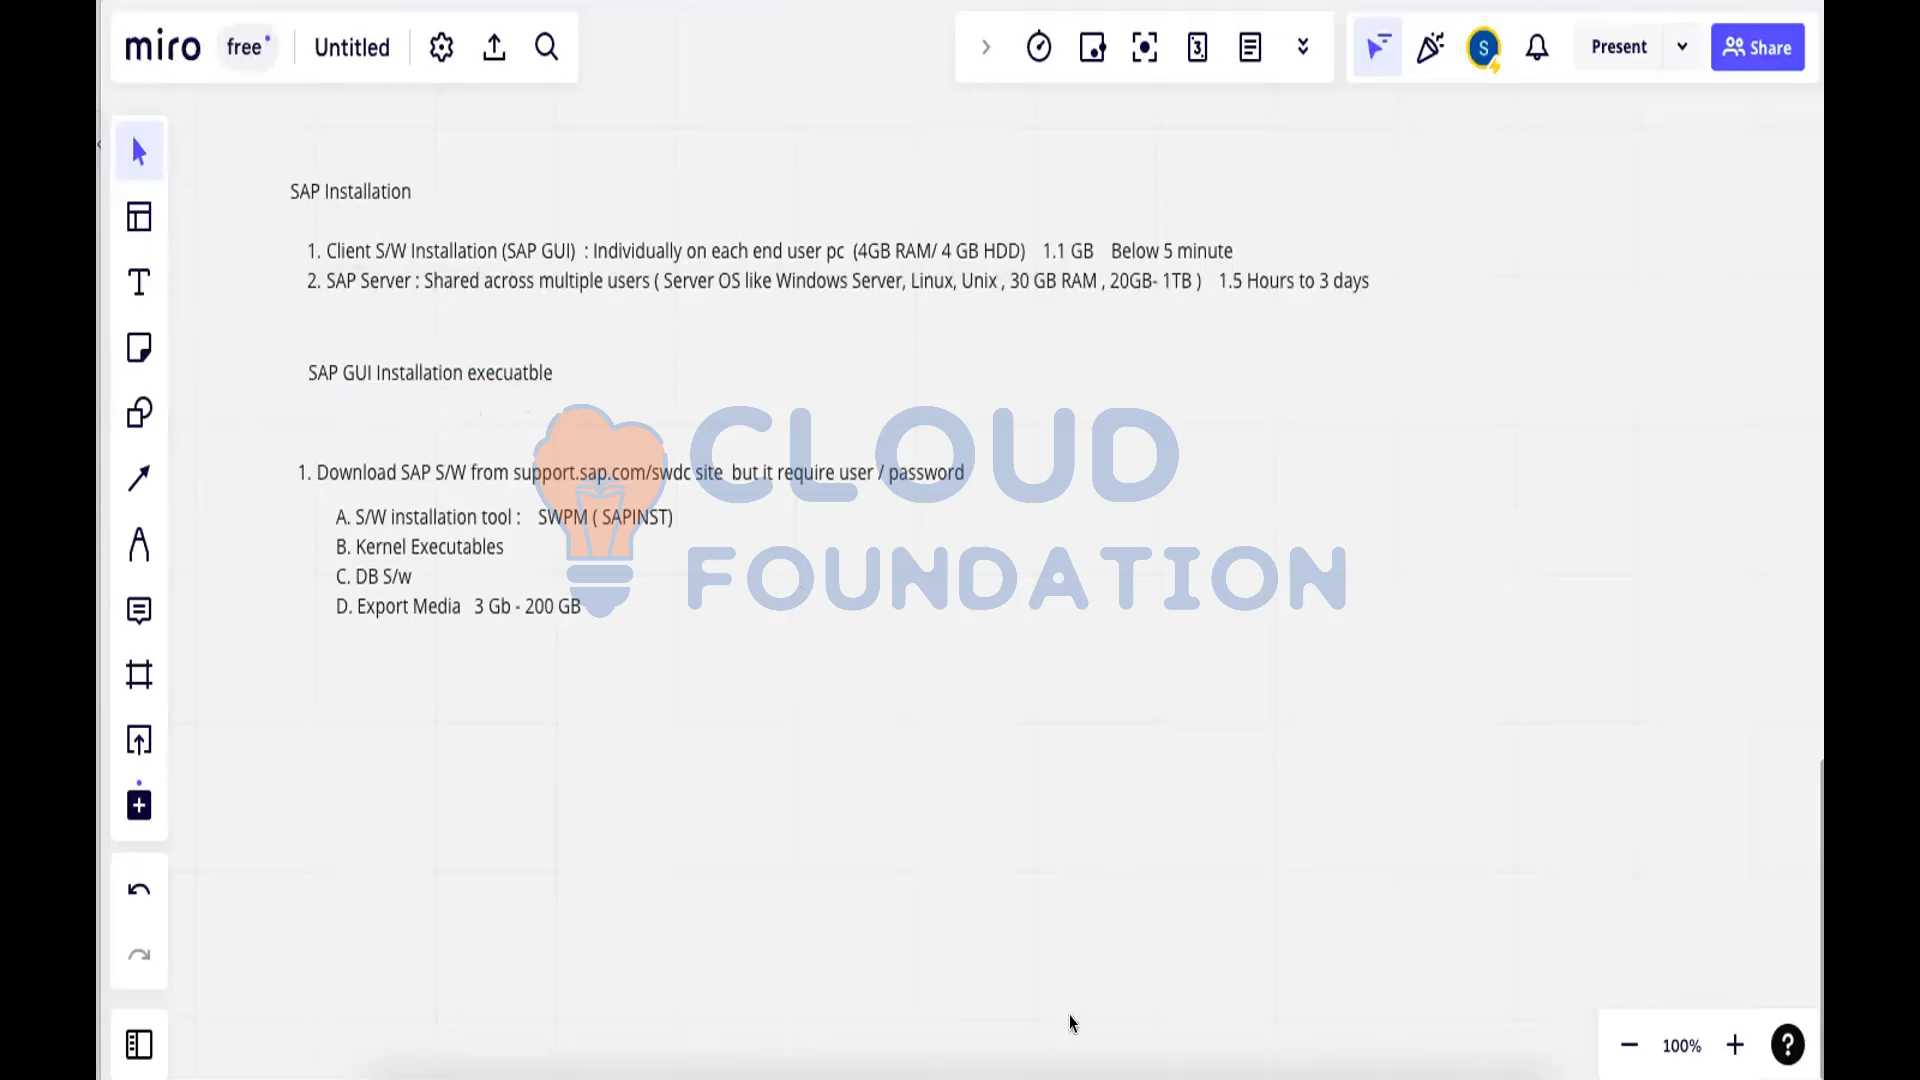 miro free Untitled Present Share
S
3
SAP Installation
1. Client S/W Installation (SAP GUI) : Individually on each end user pc (4GB RAM/ 4 GB HDD) 1.1 GB Below 5 minute
2. SAP Server : Shared across multiple users ( Server OS like Windows Server, Linux, Unix , 30 GB RAM , 20GB- 1TB ) 1.5 Hours to 3 days
SAP GUI Installation execuatble
CLOUD
FOUNDATION
1. Download SAP S/W from support.sap.com/swdc site but it require user / password
A. S/W installation tool : SWPM ( SAPINST)
B. Kernel Executables
C. DB S/w
D. Export Media 3 Gb - 200 GB
100%